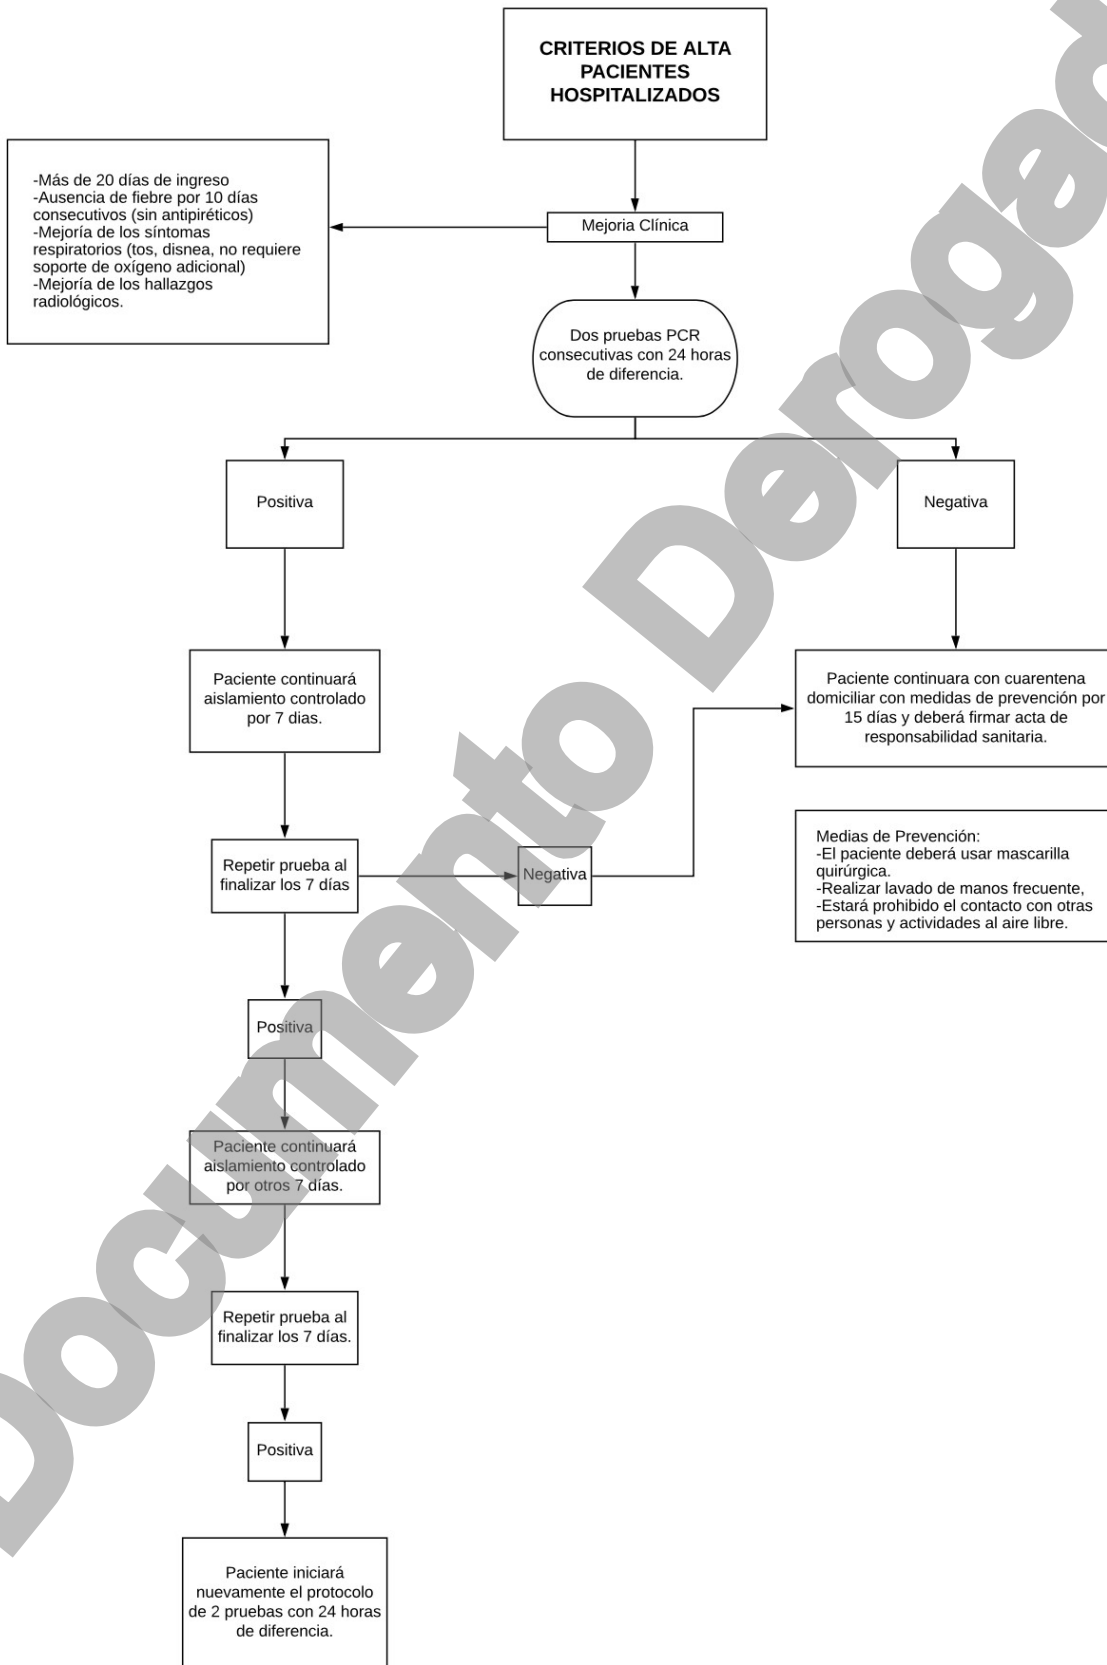 CRITERIOS DE ALTA
PACIENTES
HOSPITALIZADOS
-Más de 20 días de ingreso
-Ausencia de fiebre por 10 días
consecutivos (sin antipiréticos)
-Mejoría de los síntomas
respiratorios (tos, disnea, no requiere
soporte de oxígeno adicional)
-Mejoría de los hallazgos
radiológicos.
Mejoria Clínica
Dos pruebas PCR
consecutivas con 24 horas
de diferencia.
Positiva
Negativa
Paciente continuará
aislamiento controlado
por 7 dias.
Paciente continuara con cuarentena
domiciliar con medidas de prevención por
15 días y deberá firmar acta de
responsabilidad sanitaria.
Repetir prueba al
finalizar los 7 días
Negativa
Medias de Prevención:
-El paciente deberá usar mascarilla
quirúrgica.
-Realizar lavado de manos frecuente,
-Estará prohibido el contacto con otras
personas y actividades al aire libre.
Positiva
Paciente continuará
aislamiento controlado
por otros 7 días.
Repetir prueba al
finalizar los 7 días.
Positiva
Paciente iniciará
nuevamente el protocolo
de 2 pruebas con 24 horas
de diferencia.
Documento Derogad